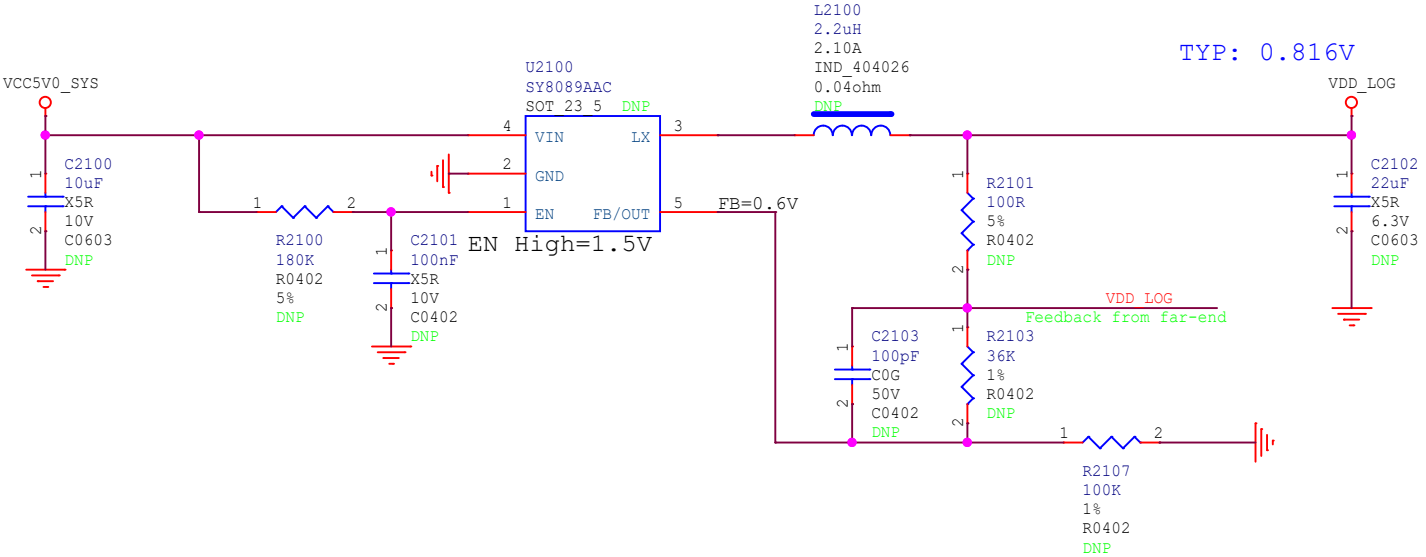 L2100
2.2uH
2.10A
IND_404026
0.04ohm
DNP
TYP: 0.816V
VCC5V0_SYS
U2100
SY8089AAC
SOT_23_5 DNP
VDD_LOG
4 VIN LX 3
2 GND
1 EN FB/OUT 5
FB=0.6V
EN High=1.5V
1
C2100
10uF
X5R
10V
2 C0603
DNP
1 2
R2100
180K
R0402
5%
DNP
1
C2101
100nF
X5R
10V
2 C0402
DNP
1
R2101
100R
5%
R0402
2 DNP
1
C2102
22uF
X5R
6.3V
2 C0603
DNP
VDD_LOG
Feedback from far-end
1
C2103
100pF
C0G
50V
2 C0402
DNP
1
R2103
36K
1%
R0402
2 DNP
1 2
R2107
100K
1%
R0402
DNP